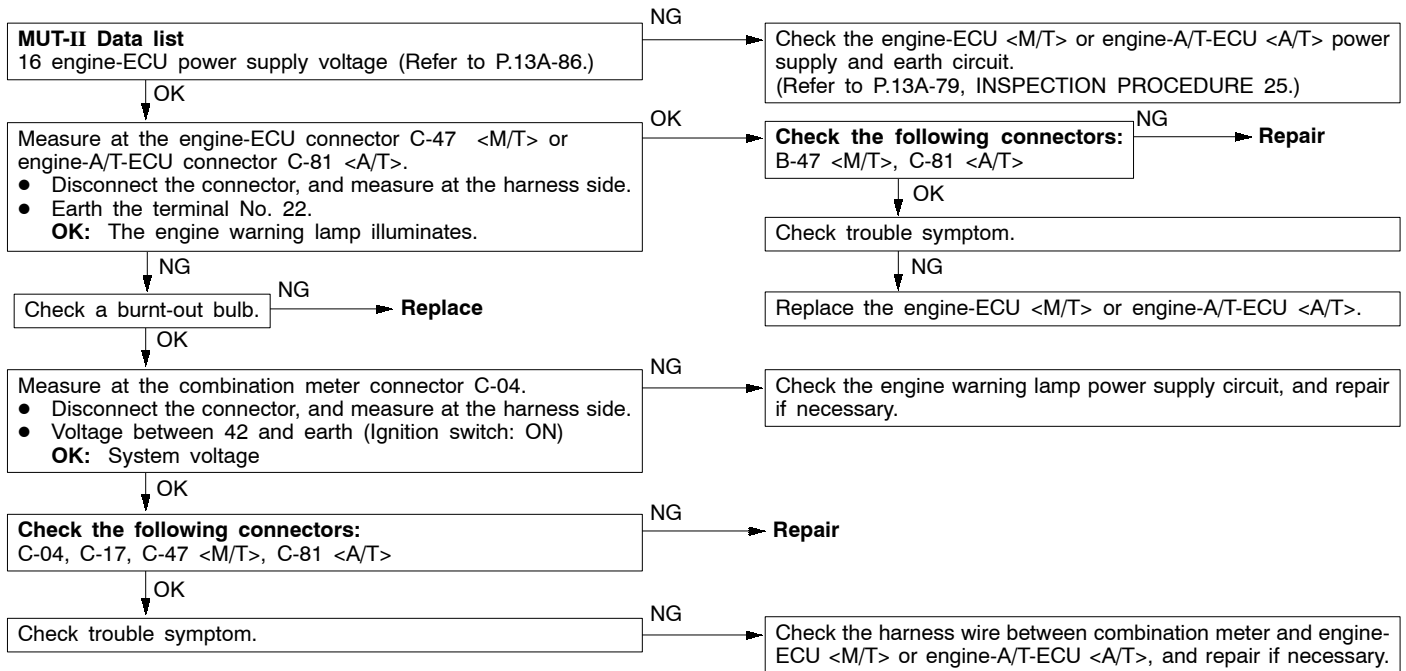 NG
MUT-II Data list
16 engine-ECU power supply voltage (Refer to P.13A-86.)
Check the engine-ECU <M/T> or engine-A/T-ECU <A/T> power
supply and earth circuit.
(Refer to P.13A-79, INSPECTION PROCEDURE 25.)
OK
Measure at the engine-ECU connector C-47 <M/T> or
engine-A/T-ECU connector C-81 <A/T>.
● Disconnect the connector, and measure at the harness side.
● Earth the terminal No. 22.
OK: The engine warning lamp illuminates.
OK
Check the following connectors:
B-47 <M/T>, C-81 <A/T>
NG
Repair
OK
Check trouble symptom.
NG
Replace the engine-ECU <M/T> or engine-A/T-ECU <A/T>.
NG
Check a burnt-out bulb.
NG
Replace
OK
Measure at the combination meter connector C-04.
● Disconnect the connector, and measure at the harness side.
● Voltage between 42 and earth (Ignition switch: ON)
OK: System voltage
NG
Check the engine warning lamp power supply circuit, and repair
if necessary.
OK
Check the following connectors:
C-04, C-17, C-47 <M/T>, C-81 <A/T>
NG
Repair
OK
Check trouble symptom.
NG
Check the harness wire between combination meter and engine-
ECU <M/T> or engine-A/T-ECU <A/T>, and repair if necessary.